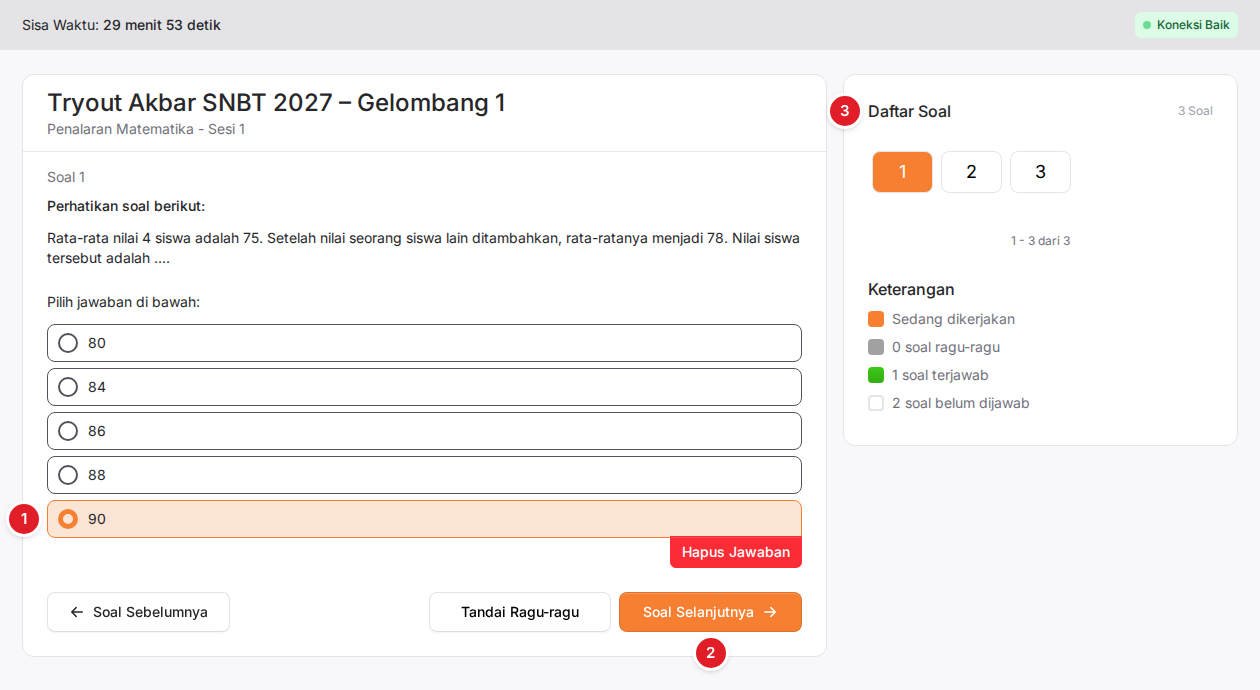 Sisa Waktu: 29 menit 53 detik
Koneksi Baik
Tryout Akbar SNBT 2027 – Gelombang 1
Penalaran Matematika - Sesi 1
Soal 1
Perhatikan soal berikut:
Rata-rata nilai 4 siswa adalah 75. Setelah nilai seorang siswa lain ditambahkan, rata-ratanya menjadi 78. Nilai siswa
tersebut adalah ....
Pilih jawaban di bawah:
80
84
86
88
1
90
Hapus Jawaban
← Soal Sebelumnya
Tandai Ragu-ragu
Soal Selanjutnya →
2
3
Daftar Soal
3 Soal
1 2 3
1 - 3 dari 3
Keterangan
Sedang dikerjakan
0 soal ragu-ragu
1 soal terjawab
2 soal belum dijawab